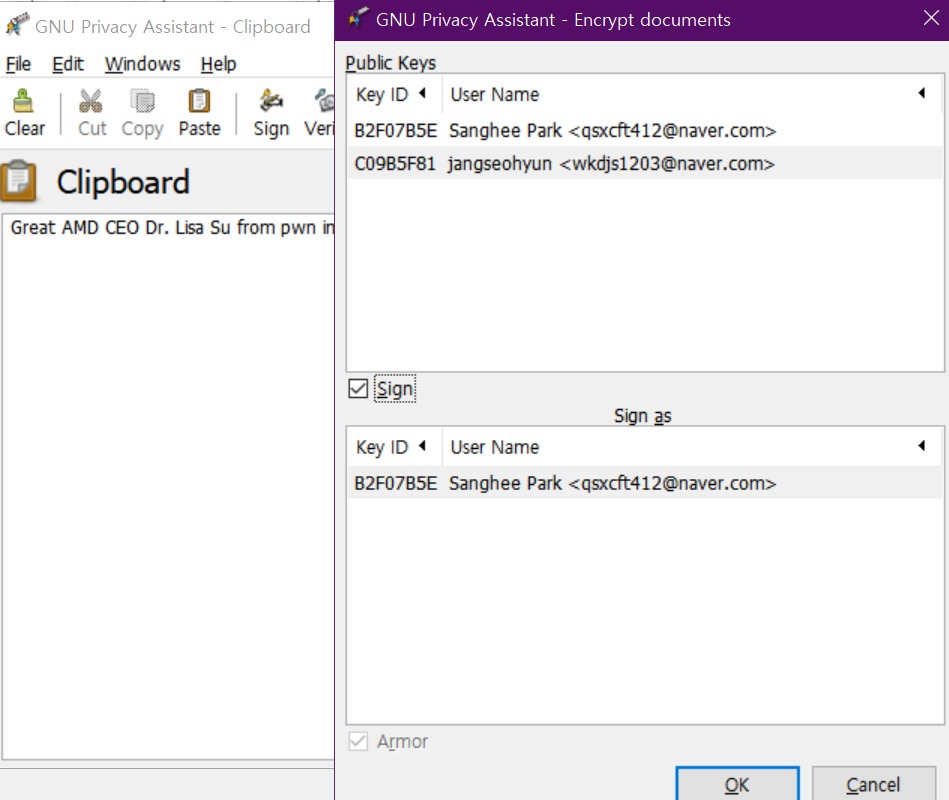 GNU Privacy Assistant - Clipboard
File Edit Windows Help
Clear Cut Copy Paste Sign
Clipboard
Great AMD CEO Dr. Lisa Su from pwn
GNU Privacy Assistant - Encrypt documents
Public Keys
Key ID User Name
B2F07B5E Sanghee Park <qsxcft412@naver.com>
C09B5F81 jangseohyun <wkdjs1203@naver.com>
Sign
Sign as
Key ID User Name
B2F07B5E Sanghee Park <qsxcft412@naver.com>
Armor
OK Cancel